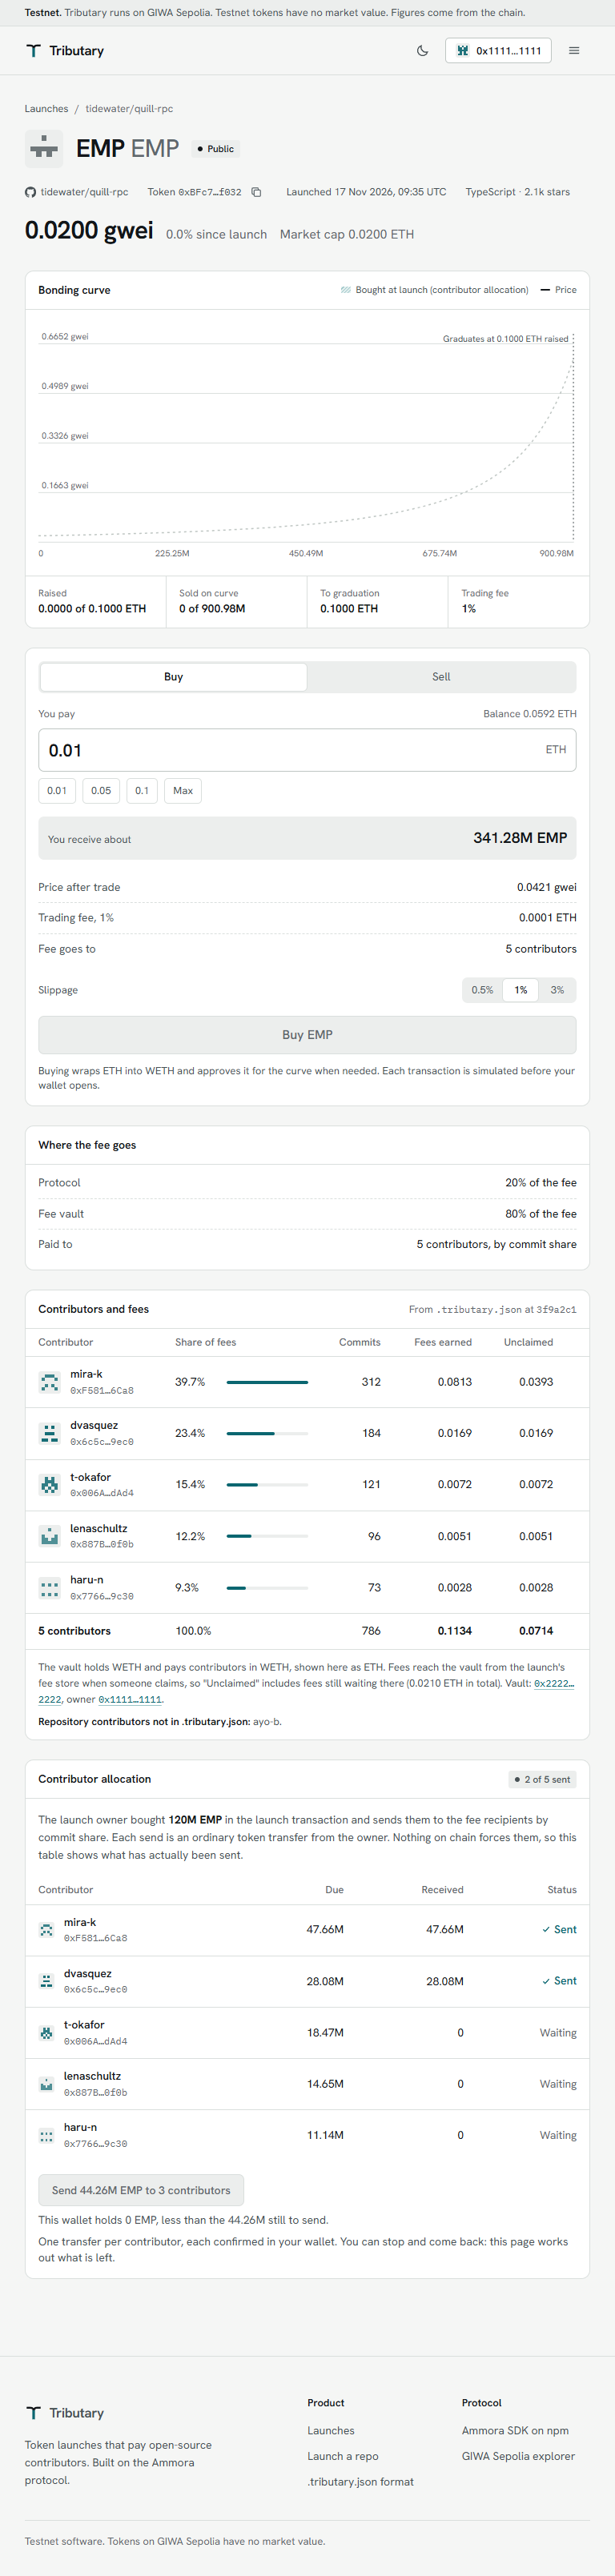 Testnet. Tributary runs on GIWA Sepolia. Testnet tokens have no market value. Figures come from the chain.
Tributary
0x1111…1111
Launches / tidewater/quill-rpc
EMP EMP Public
tidewater/quill-rpc Token 0xBFc7…f032 Launched 17 Nov 2026, 09:35 UTC TypeScript · 2.1k stars
0.0200 gwei 0.0% since launch Market cap 0.0200 ETH
Bonding curve Bought at launch (contributor allocation) Price
0.6652 gwei
Graduates at 0.1000 ETH raised
0.4989 gwei
0.3326 gwei
0.1663 gwei
0 225.25M 450.49M 675.74M 900.98M
Raised Sold on curve To graduation Trading fee
0.0000 of 0.1000 ETH 0 of 900.98M 0.1000 ETH 1%
Buy Sell
You pay Balance 0.0592 ETH
0.01 ETH
0.01 0.05 0.1 Max
You receive about 341.28M EMP
Price after trade 0.0421 gwei
Trading fee, 1% 0.0001 ETH
Fee goes to 5 contributors
Slippage 0.5% 1% 3%
Buy EMP
Buying wraps ETH into WETH and approves it for the curve when needed. Each transaction is simulated before your
wallet opens.
Where the fee goes
Protocol 20% of the fee
Fee vault 80% of the fee
Paid to 5 contributors, by commit share
Contributors and fees From .tributary.json at 3f9a2c1
Contributor Share of fees Commits Fees earned Unclaimed
mira-k
0xF581…6Ca8
39.7% 312 0.0813 0.0393
dvasquez
0x6c5c…9ec0
23.4% 184 0.0169 0.0169
t-okafor
0x006A…dAd4
15.4% 121 0.0072 0.0072
lenaschultz
0x887B…0f0b
12.2% 96 0.0051 0.0051
haru-n
0x7766…9c30
9.3% 73 0.0028 0.0028
5 contributors 100.0% 786 0.1134 0.0714
The vault holds WETH and pays contributors in WETH, shown here as ETH. Fees reach the vault from the launch's
fee store when someone claims, so "Unclaimed" includes fees still waiting there (0.0210 ETH in total). Vault: 0x2222…
2222, owner 0x1111…1111.
Repository contributors not in .tributary.json: ayo-b.
Contributor allocation 2 of 5 sent
The launch owner bought 120M EMP in the launch transaction and sends them to the fee recipients by
commit share. Each send is an ordinary token transfer from the owner. Nothing on chain forces them, so this
table shows what has actually been sent.
Contributor Due Received Status
mira-k
0xF581…6Ca8
47.66M 47.66M Sent
dvasquez
0x6c5c…9ec0
28.08M 28.08M Sent
t-okafor
0x006A…dAd4
18.47M 0 Waiting
lenaschultz
0x887B…0f0b
14.65M 0 Waiting
haru-n
0x7766…9c30
11.14M 0 Waiting
Send 44.26M EMP to 3 contributors
This wallet holds 0 EMP, less than the 44.26M still to send.
One transfer per contributor, each confirmed in your wallet. You can stop and come back: this page works
out what is left.
Tributary
Token launches that pay open-source
contributors. Built on the Ammora
protocol.
Product
Launches
Launch a repo
.tributary.json format
Protocol
Ammora SDK on npm
GIWA Sepolia explorer
Testnet software. Tokens on GIWA Sepolia have no market value.